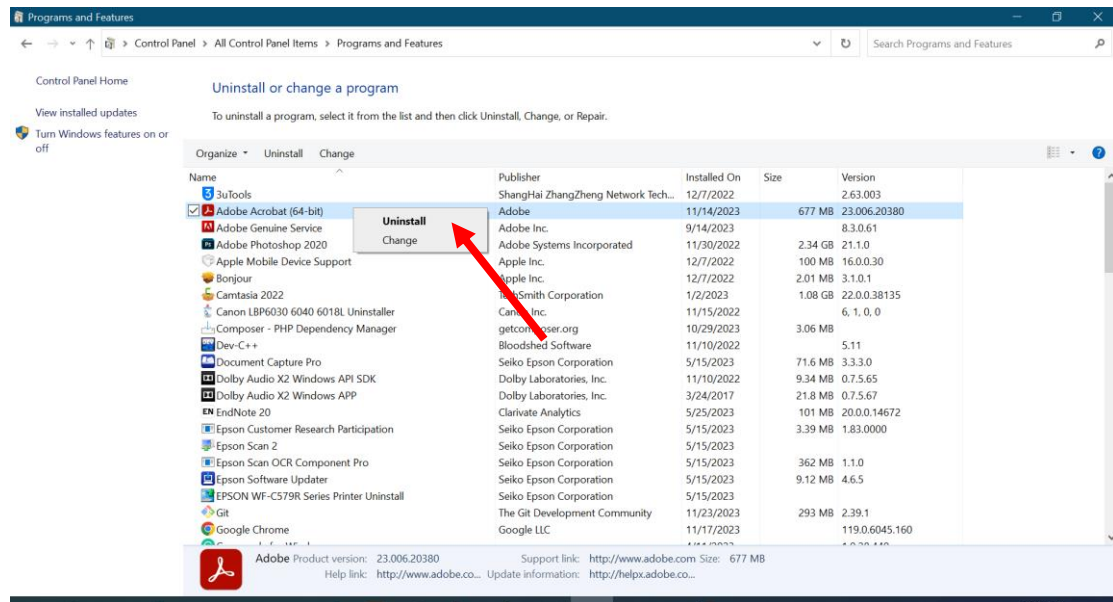 Programs and Features
Control Panel > All Control Panel Items > Programs and Features
Search Programs and Features
Control Panel Home
View installed updates
Turn Windows features on or
off
Uninstall or change a program
To uninstall a program, select it from the list and then click Uninstall, Change, or Repair.
Organize Uninstall Change
Name Publisher Installed On Size Version
3uTools ShangHai ZhangZheng Network Tech... 12/7/2022 2.63.003
Adobe Acrobat (64-bit) Adobe 11/14/2023 677 MB 23.006.20380
Uninstall
Change
Adobe Genuine Service Adobe Inc. 9/14/2023 8.3.0.61
Adobe Photoshop 2020 Adobe Systems Incorporated 11/30/2022 2.34 GB 21.1.0
Apple Mobile Device Support Apple Inc. 12/7/2022 100 MB 16.0.0.30
Bonjour Apple Inc. 12/7/2022 2.01 MB 3.1.0.1
Camtasia 2022 TechSmith Corporation 1/2/2023 1.08 GB 22.0.0.38135
Canon LBP6030 6040 6018L Uninstaller Canon Inc. 11/15/2022 6, 1, 0, 0
Composer - PHP Dependency Manager getcomposer.org 10/29/2023 3.06 MB
Dev-C++ Bloodshed Software 11/10/2022 5.11
Document Capture Pro Seiko Epson Corporation 5/15/2023 71.6 MB 3.3.3.0
Dolby Audio X2 Windows API SDK Dolby Laboratories, Inc. 11/10/2022 9.34 MB 0.7.5.65
Dolby Audio X2 Windows APP Dolby Laboratories, Inc. 3/24/2017 21.8 MB 0.7.5.67
EN EndNote 20 Clarivate Analytics 5/25/2023 101 MB 20.0.0.14672
Epson Customer Research Participation Seiko Epson Corporation 5/15/2023 3.39 MB 1.83.0000
Epson Scan 2 Seiko Epson Corporation 5/15/2023
Epson Scan OCR Component Pro Seiko Epson Corporation 5/15/2023 362 MB 1.1.0
Epson Software Updater Seiko Epson Corporation 5/15/2023 9.12 MB 4.6.5
EPSON WF-C579R Series Printer Uninstall Seiko Epson Corporation 5/15/2023
Git The Git Development Community 11/23/2023 293 MB 2.39.1
Google Chrome Google LLC 11/17/2023 119.0.6045.160
Adobe Product version: 23.006.20380 Support link: http://www.adobe.com Size: 677 MB
Help link: http://www.adobe.co... Update information: http://helpx.adobe.co...